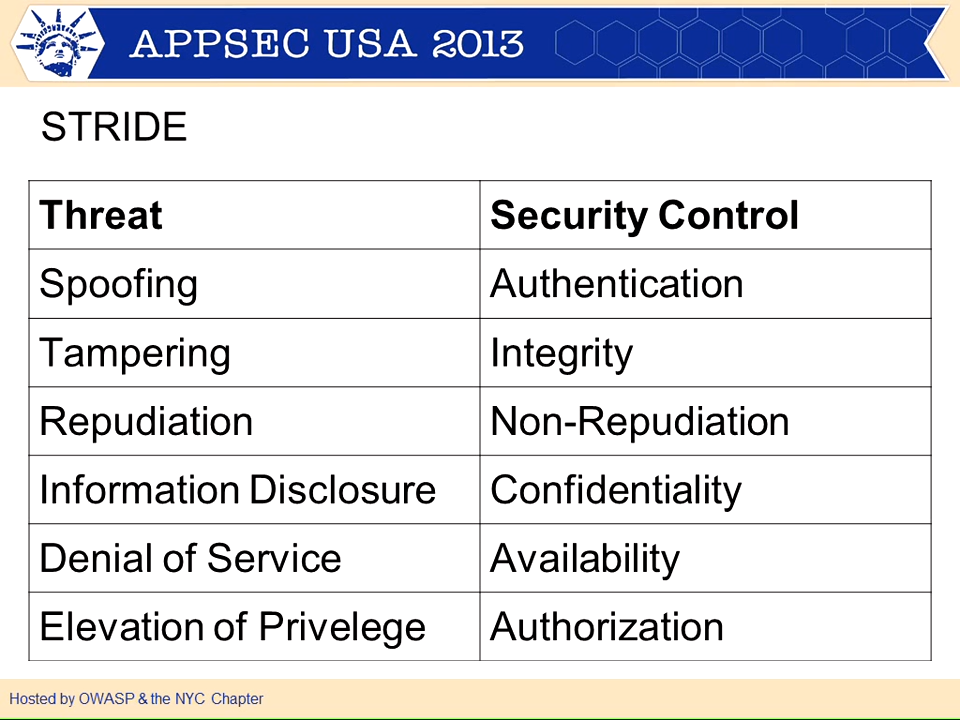 APPSEC USA 2013
STRIDE
Threat Security Control
Spoofing Authentication
Tampering Integrity
Repudiation Non-Repudiation
Information Disclosure Confidentiality
Denial of Service Availability
Elevation of Privelege Authorization
Hosted by OWASP & the NYC Chapter